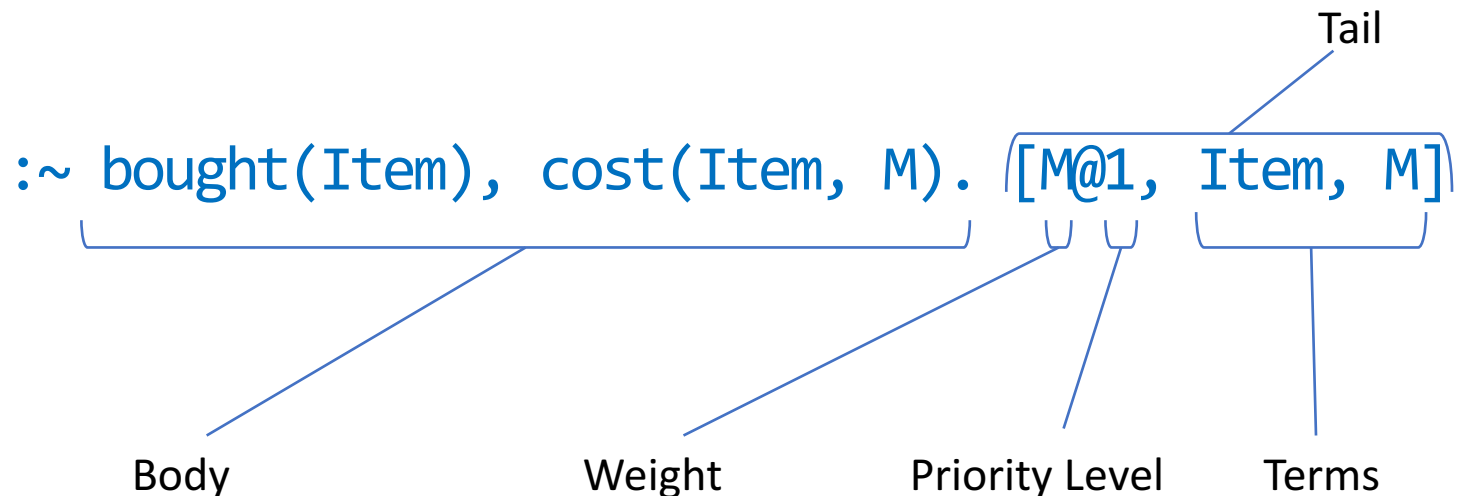 Tail
:~ bought(Item), cost(Item, M). [M@1, Item, M]
Body Weight Priority Level Terms